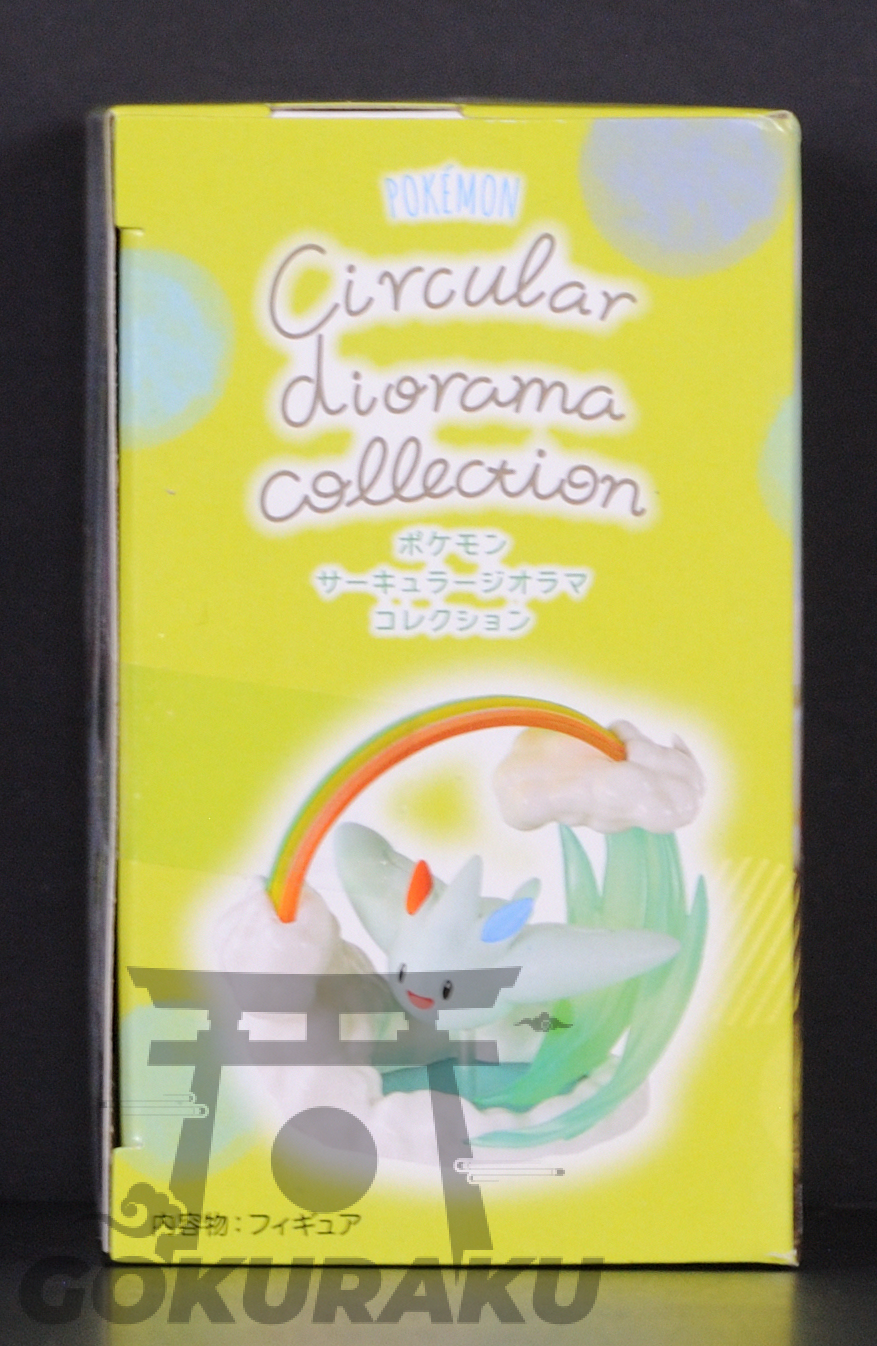 POKÉMON
Circular
diorama
collection
ポケモン
サーキュラージオラマ
コレクション
内容物：フィギュア
GOKURAKU